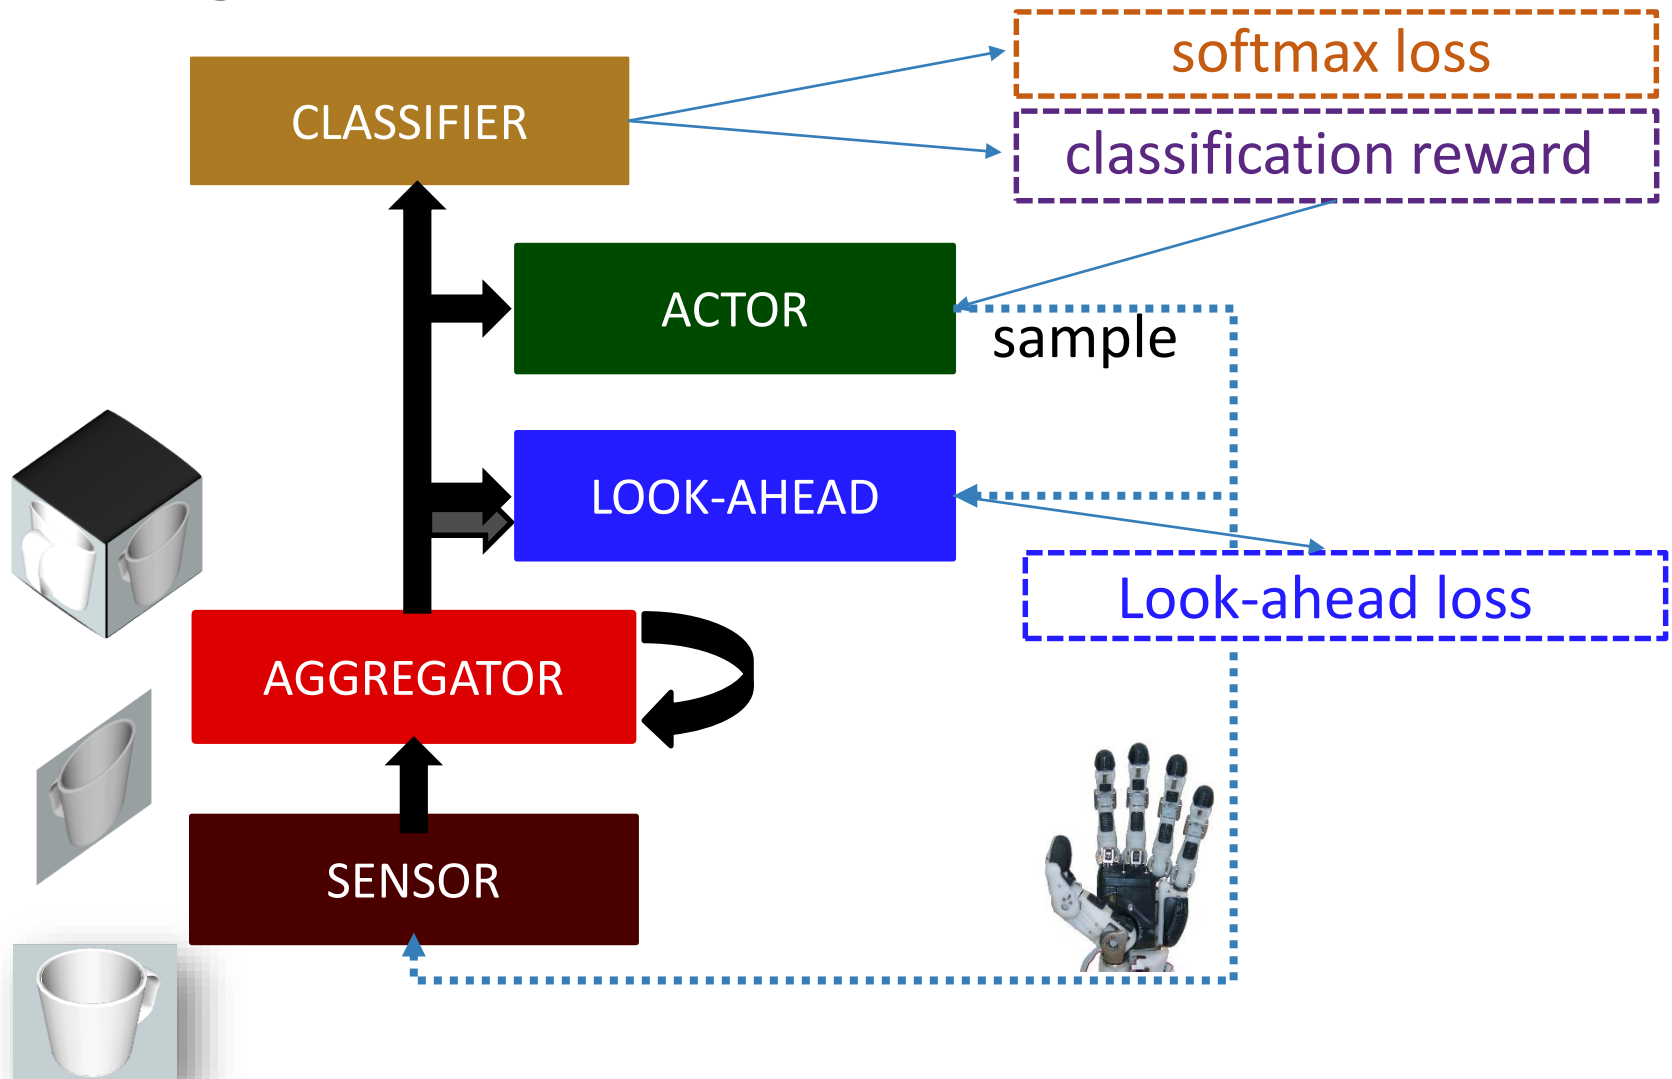 softmax loss
CLASSIFIER
classification reward
ACTOR
sample
LOOK-AHEAD
Look-ahead loss
AGGREGATOR
SENSOR